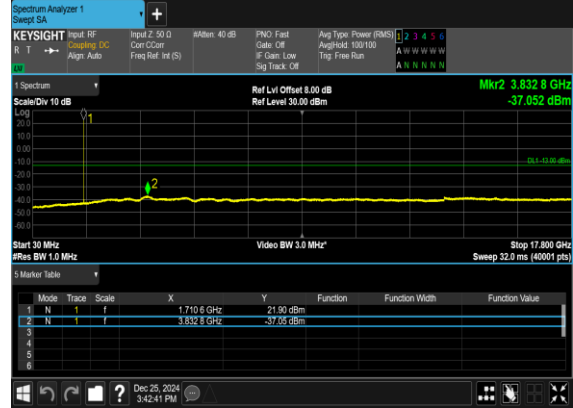 Spectrum Analyzer 1
Swept SA
KEYSIGHT
R T
Input: RF
Coupling: DC
Align: Auto
Input Z: 50 Ω
Corr CCorr
Freq Ref: Int (S)
#Atten: 40 dB
PNO: Fast
Gate: Off
IF Gain: Low
Sig Track: Off
Avg Type: Power (RMS)
Avg|Hold: 100/100
Trig: Free Run
1 2 3 4 5 6
A W W W W W
A N N N N N
1 Spectrum
Scale/Div 10 dB
Ref Lvl Offset 8.00 dB
Ref Level 30.00 dBm
Mkr2 3.832 8 GHz
-37.052 dBm
Log
20.0
10.0
0.00
-10.0
-20.0
-30.0
-40.0
-50.0
-60.0
1
2
DL1 -13.00 dBm
Start 30 MHz
#Res BW 1.0 MHz
Video BW 3.0 MHz*
Stop 17.800 GHz
Sweep 32.0 ms (40001 pts)
5 Marker Table
Mode Trace Scale X Y Function Function Width Function Value
1 N 1 f 1.710 6 GHz 21.90 dBm
2 N 1 f 3.832 8 GHz -37.05 dBm
3
4
5
6
?
Dec 25, 2024
3:42:41 PM